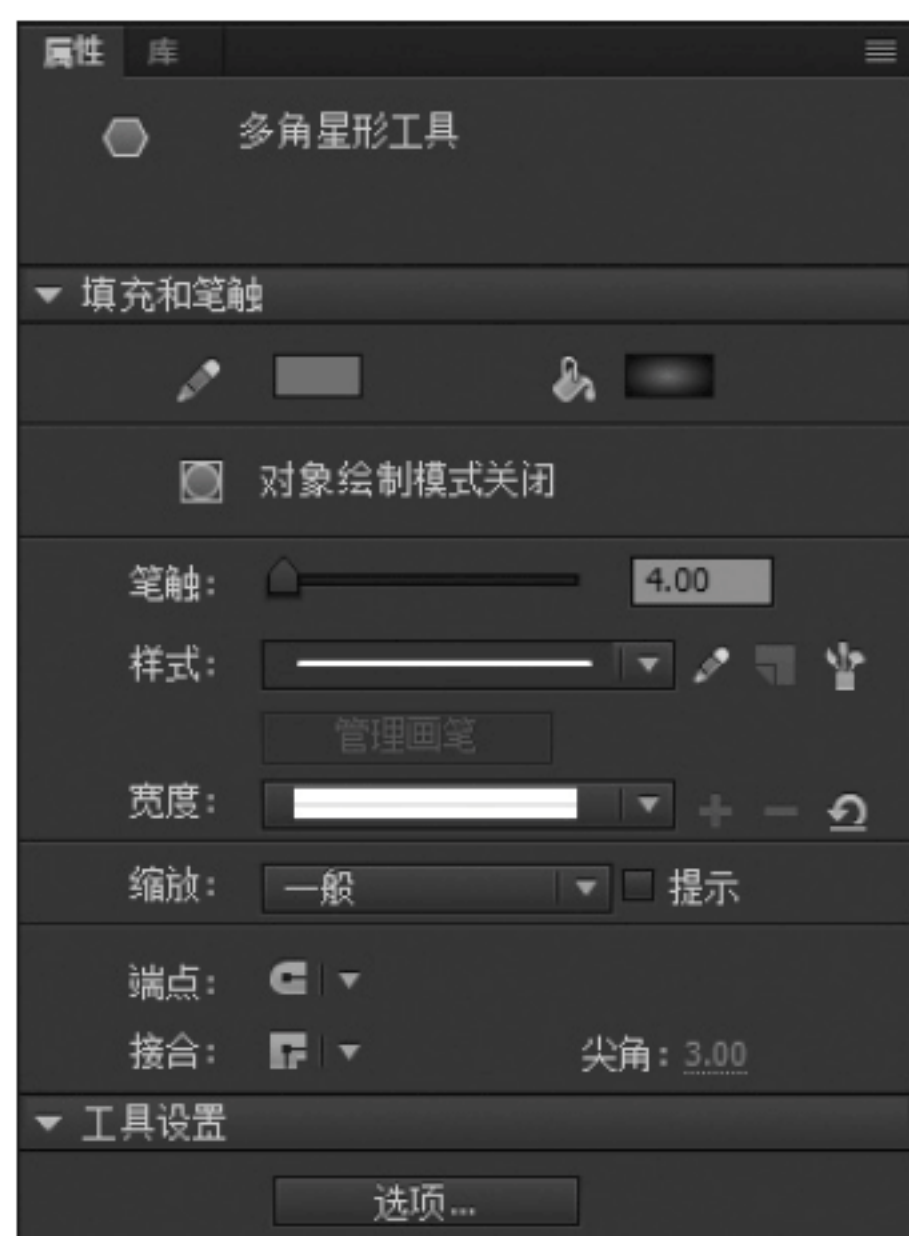 属性 库
多角星形工具
填充和笔触
对象绘制模式关闭
笔触: 4.00
样式:
管理画笔
宽度:
缩放: 一般 提示
端点:
接合: 尖角: 3.00
工具设置
选项...